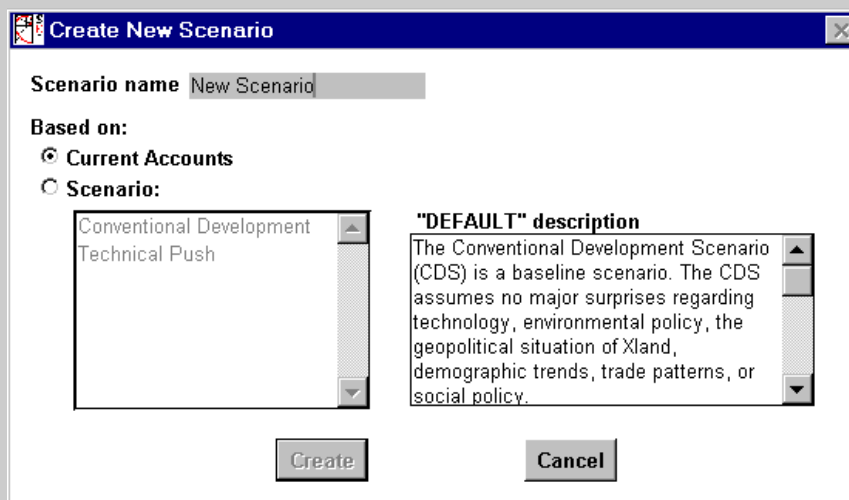 Create New Scenario
Scenario name New Scenario
Based on:
Current Accounts
Scenario:
Conventional Development
Technical Push
"DEFAULT" description
The Conventional Development Scenario
(CDS) is a baseline scenario. The CDS
assumes no major surprises regarding
technology, environmental policy, the
geopolitical situation of Xland,
demographic trends, trade patterns, or
social policy.
Create
Cancel